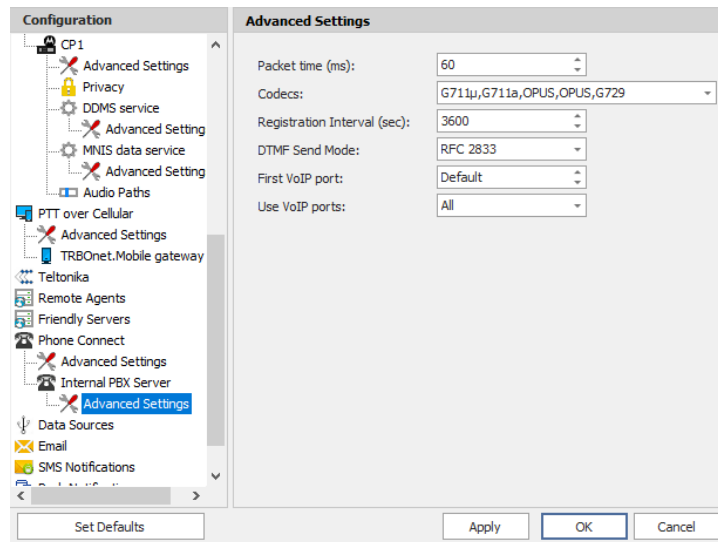 Configuration
CP1
Advanced Settings
Privacy
DDMS service
Advanced Setting
MNIS data service
Advanced Setting
Audio Paths
PTT over Cellular
Advanced Settings
TRBOnet.Mobile gateway
Teltonika
Remote Agents
Friendly Servers
Phone Connect
Advanced Settings
Internal PBX Server
Advanced Settings
Data Sources
Email
SMS Notifications
Set Defaults
Advanced Settings
Packet time (ms): 60
Codecs: G711µ,G711a,OPUS,OPUS,G729
Registration Interval (sec): 3600
DTMF Send Mode: RFC 2833
First VoIP port: Default
Use VoIP ports: All
Apply OK Cancel